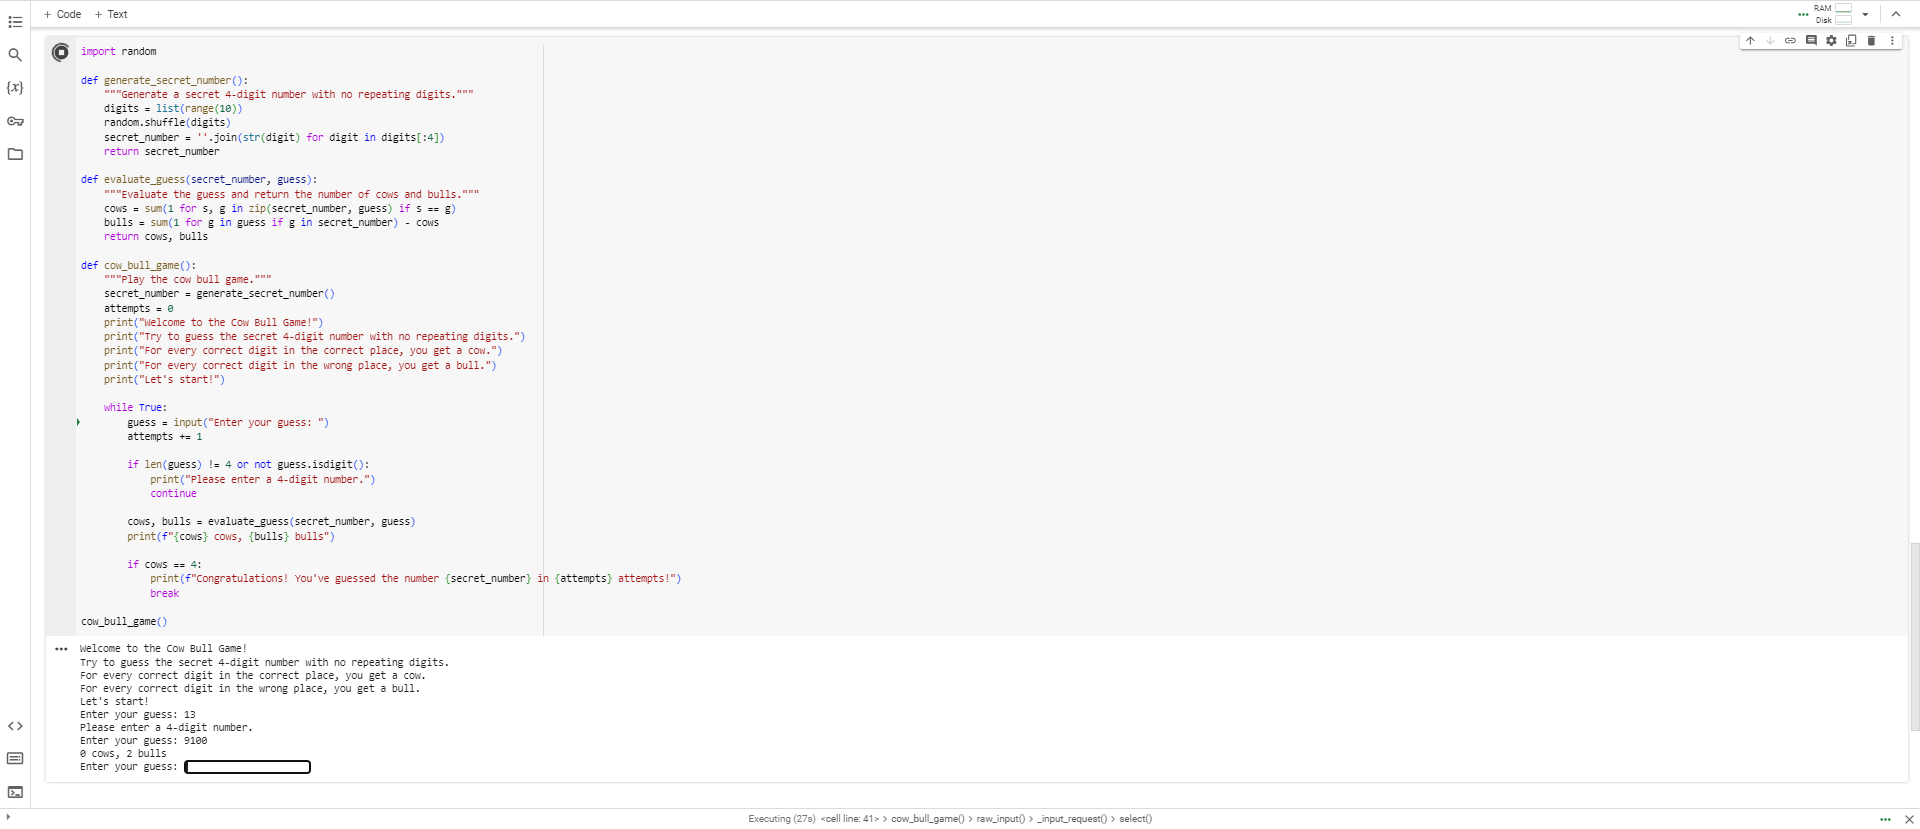 + Code + Text
RAM
Disk
{x}
import random
def generate_secret_number():
"""Generate a secret 4-digit number with no repeating digits."""
digits = list(range(10))
random.shuffle(digits)
secret_number = ''.join(str(digit) for digit in digits[:4])
return secret_number
def evaluate_guess(secret_number, guess):
"""Evaluate the guess and return the number of cows and bulls."""
cows = sum(1 for s, g in zip(secret_number, guess) if s == g)
bulls = sum(1 for g in guess if g in secret_number) - cows
return cows, bulls
def cow_bull_game():
"""Play the cow bull game."""
secret_number = generate_secret_number()
attempts = 0
print("Welcome to the Cow Bull Game!")
print("Try to guess the secret 4-digit number with no repeating digits.")
print("For every correct digit in the correct place, you get a cow.")
print("For every correct digit in the wrong place, you get a bull.")
print("Let's start!")
while True:
guess = input("Enter your guess: ")
attempts += 1
if len(guess) != 4 or not guess.isdigit():
print("Please enter a 4-digit number.")
continue
cows, bulls = evaluate_guess(secret_number, guess)
print(f"{cows} cows, {bulls} bulls")
if cows == 4:
print(f"Congratulations! You've guessed the number {secret_number} in {attempts} attempts!")
break
cow_bull_game()
Welcome to the Cow Bull Game!
Try to guess the secret 4-digit number with no repeating digits.
For every correct digit in the correct place, you get a cow.
For every correct digit in the wrong place, you get a bull.
Let's start!
Enter your guess: 13
Please enter a 4-digit number.
Enter your guess: 9100
0 cows, 2 bulls
Enter your guess:
Executing (27s) <cell line: 41> > cow_bull_game() > raw_input() > _input_request() > select()